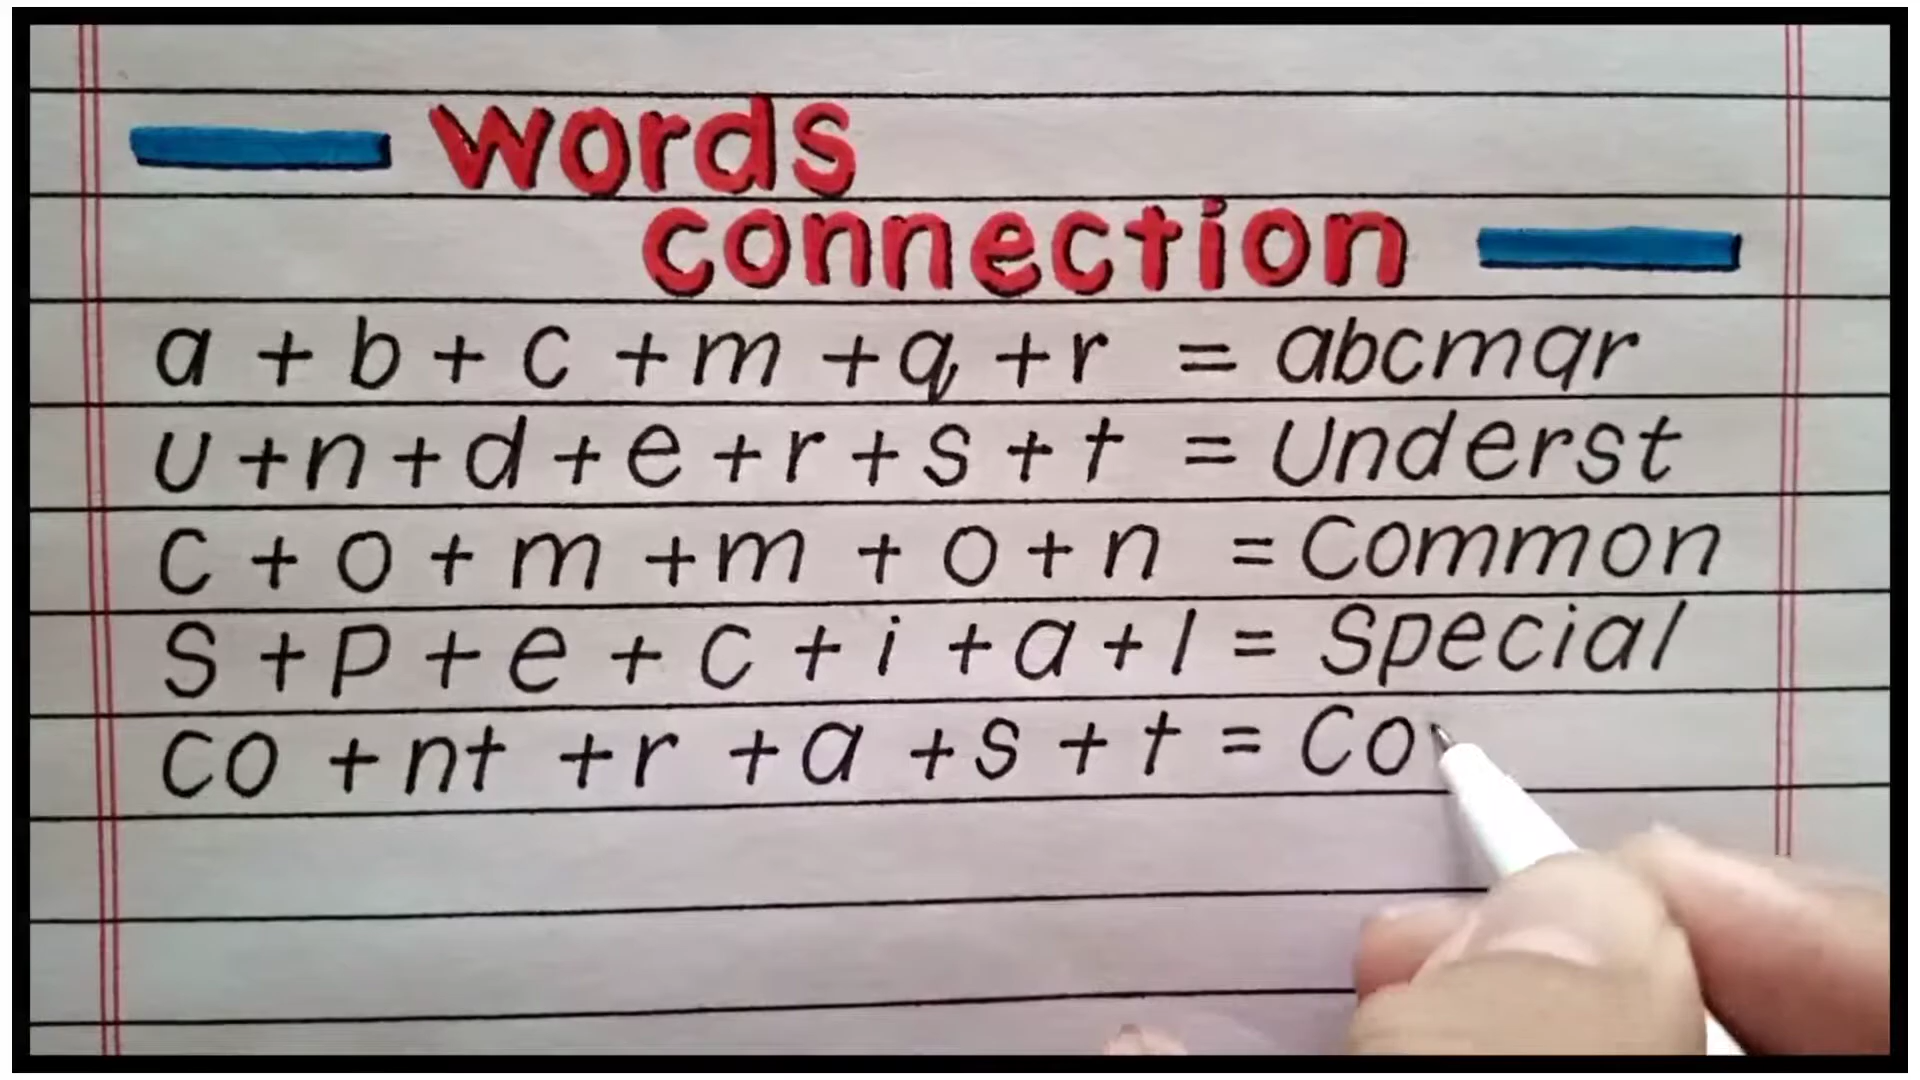 words
connection
a + b + c + m + q + r = abcmqr
u + n + d + e + r + s + t = Underst
c + o + m + m + o + n = Common
S + p + e + c + i + a + l = Special
co + nt + r + a + s + t = Co